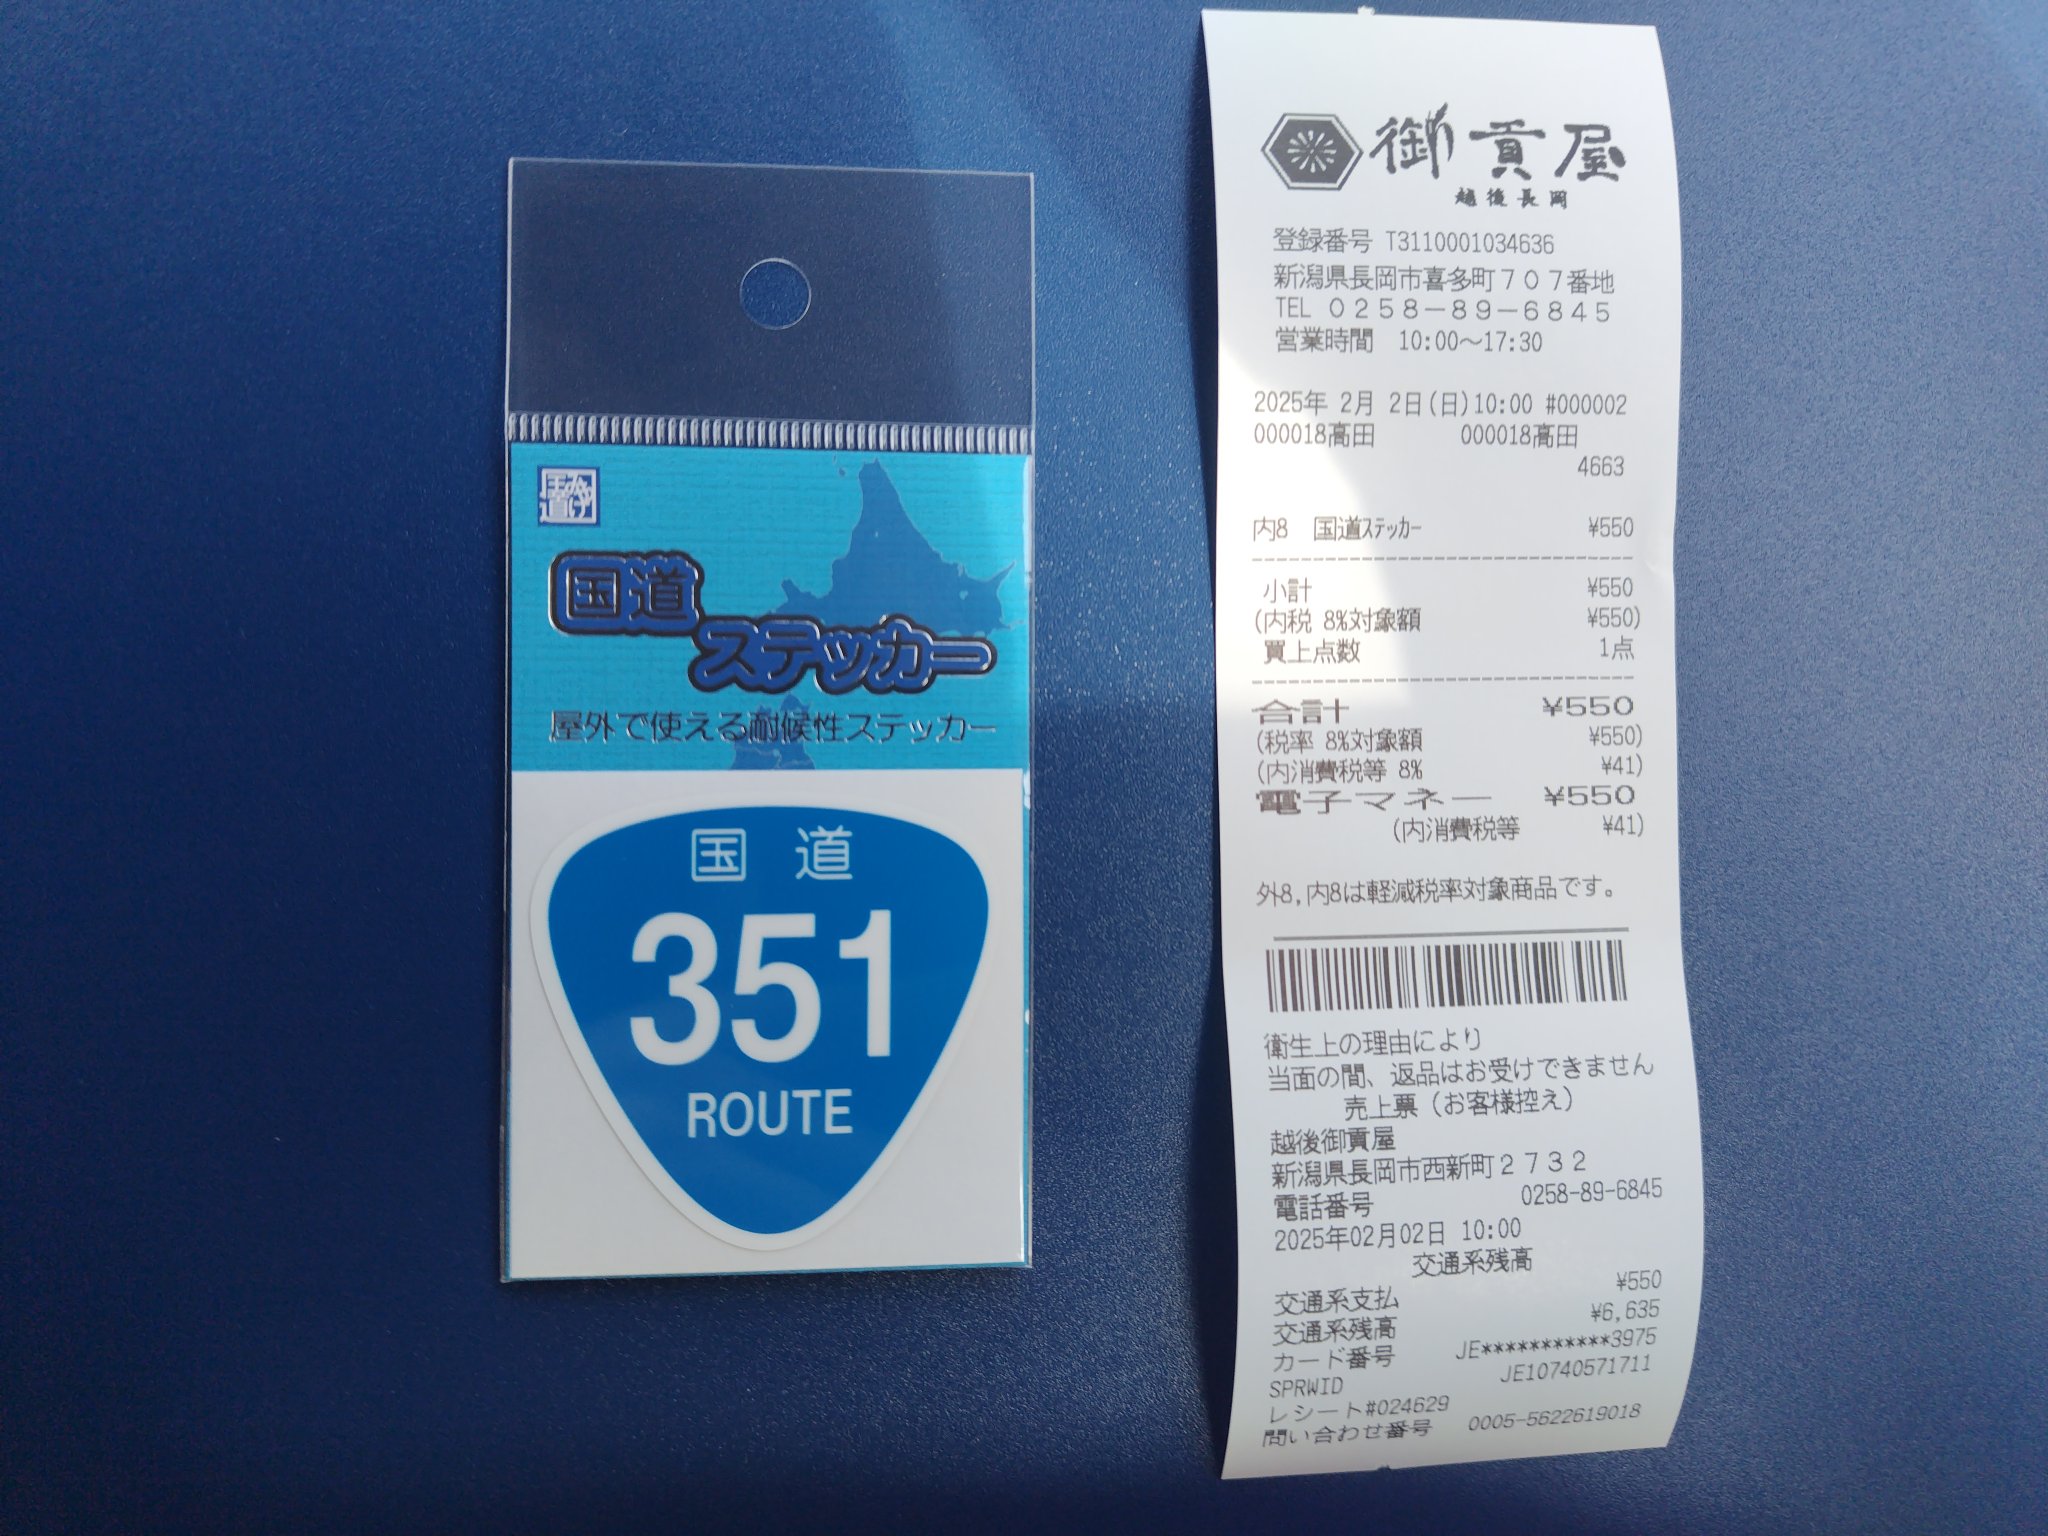 国道
ステッカー
屋外で使える耐候性ステッカー
国道
351
ROUTE
御貢屋
越後長岡
登録番号 T3110001034636
新潟県長岡市喜多町707番地
TEL 0258-89-6845
営業時間 10:00~17:30
2025年 2月 2日(日)10:00 #000002
000018高田 000018高田
4663
内8 国道ｽﾃｯｶｰ ¥550
小計 ¥550
(内税 8%対象額 ¥550)
買上点数 1点
合計 ¥550
(税率 8%対象額 ¥550)
(内消費税等 8% ¥41)
電子マネー ¥550
(内消費税等 ¥41)
外8,内8は軽減税率対象商品です。
衛生上の理由により
当面の間、返品はお受けできません
売上票（お客様控え）
越後御貢屋
新潟県長岡市西新町2732
電話番号 0258-89-6845
2025年02月02日 10:00
交通系残高
交通系支払 ¥550
交通系残高 ¥6,635
カード番号 JE***********3975
SPRWID JE10740571711
レシート#024629
問い合わせ番号 0005-5622619018